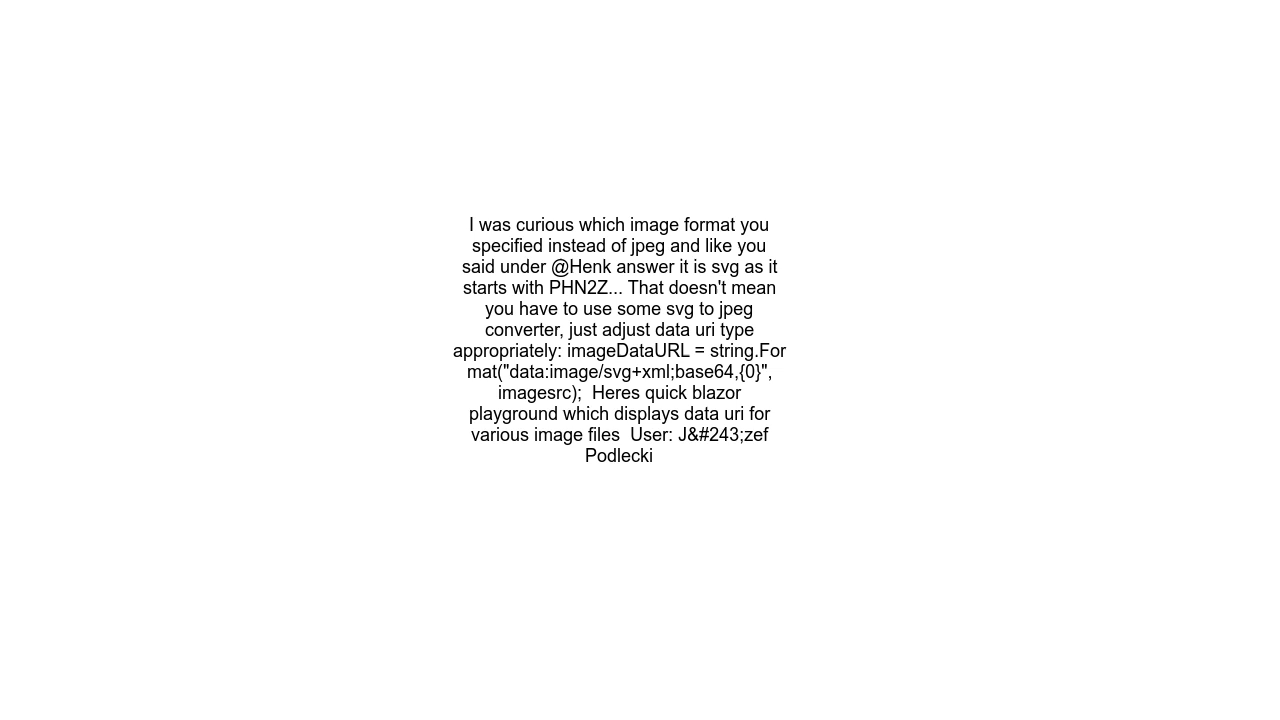 I was curious which image format you
specified instead of jpeg and like you
said under @Henk answer it is svg as it
starts with PHN2Z... That doesn't mean
you have to use some svg to jpeg
converter, just adjust data uri type
appropriately: imageDataURL = string.For
mat("data:image/svg+xml;base64,{0}",
imagesrc);  Heres quick blazor
playground which displays data uri for
various image files  User: J&#243;zef
Podlecki